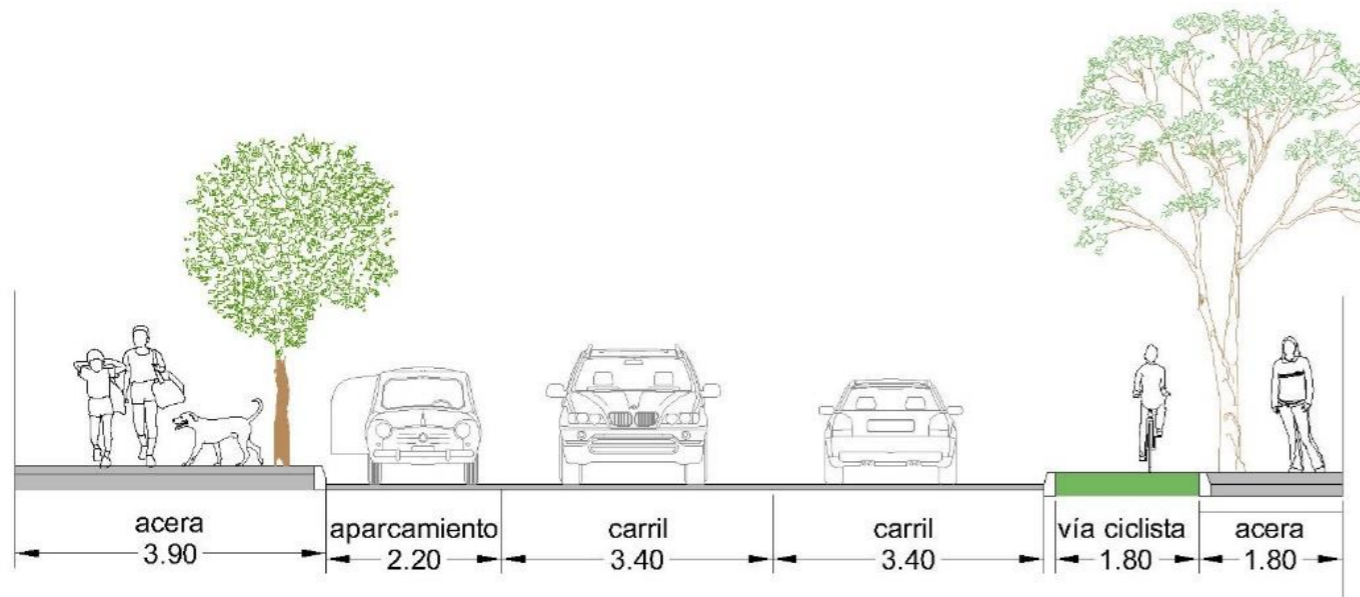 acera
3.90
aparcamiento
2.20
carril
3.40
carril
3.40
vía ciclista
1.80
acera
1.80